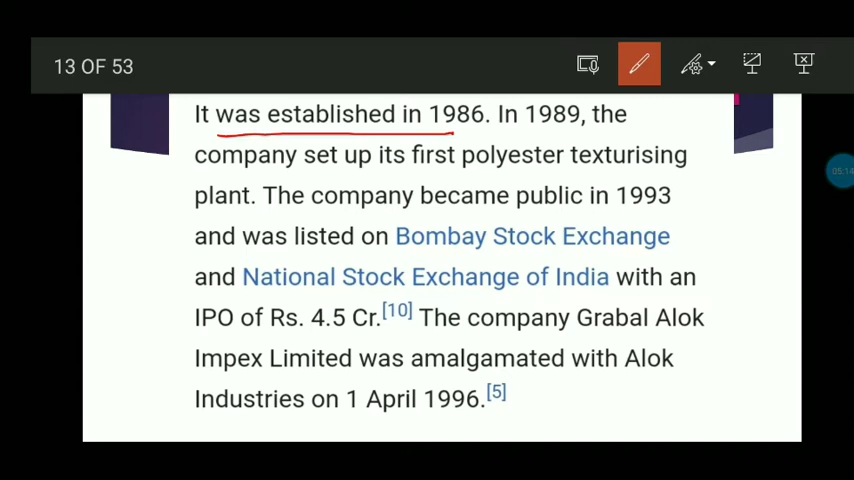 13 OF 53
It was established in 1986. In 1989, the
company set up its first polyester texturising
plant. The company became public in 1993
and was listed on Bombay Stock Exchange
and National Stock Exchange of India with an
IPO of Rs. 4.5 Cr.[10] The company Grabal Alok
Impex Limited was amalgamated with Alok
Industries on 1 April 1996.[5]
05:14